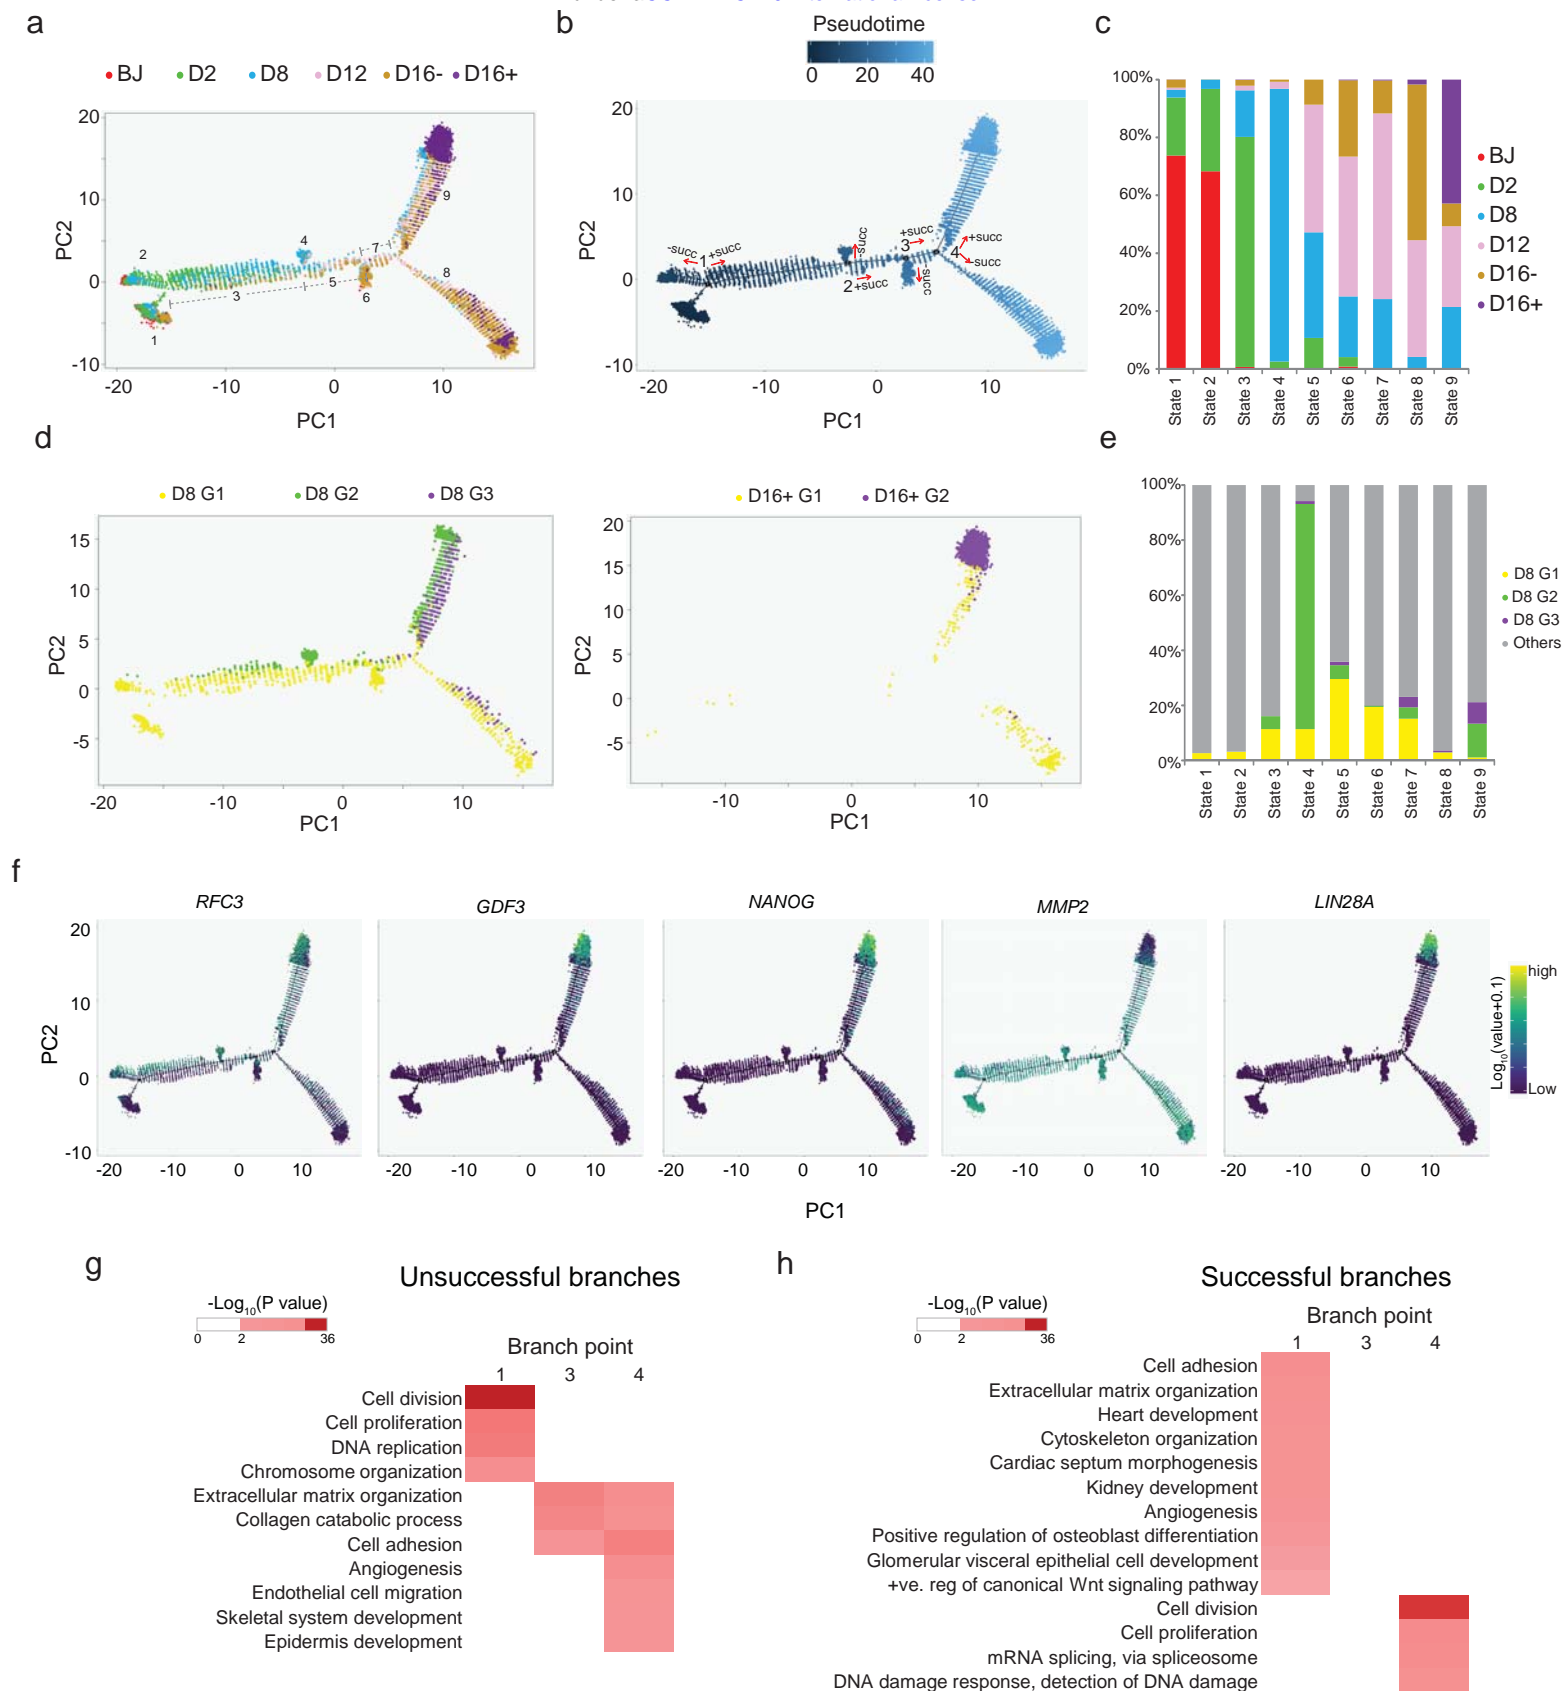 a
BJ D2 D8 D12 D16- D16+
20
10
0
-10
-20 -10 0 10
PC2
PC1
1
2
3
4
5
6
7
8
9
b
Pseudotime
0 20 40
20
10
0
-10
-20 -10 0 10
PC2
PC1
-succ 1 +succ
-succ
2 +succ
+succ
3
-succ
+succ
4
-succ
c
100%
80%
60%
40%
20%
0%
State 1
State 2
State 3
State 4
State 5
State 6
State 7
State 8
State 9
BJ
D2
D8
D12
D16-
D16+
d
D8 G1 D8 G2 D8 G3
15
10
5
0
-5
-20 -10 0 10
PC2
PC1
D16+ G1 D16+ G2
20
15
10
5
0
-5
-10 0 10
PC2
PC1
e
100%
80%
60%
40%
20%
0%
State 1
State 2
State 3
State 4
State 5
State 6
State 7
State 8
State 9
D8 G1
D8 G2
D8 G3
Others
f
RFC3 GDF3 NANOG MMP2 LIN28A
20
10
0
-10
PC2
-20 -10 0 10
-20 -10 0 10
-20 -10 0 10
-20 -10 0 10
-20 -10 0 10
PC1
Log10(value+0.1)
high
Low
g
Unsuccessful branches
-Log10(P value)
0 2 36
Branch point
1 3 4
Cell division
Cell proliferation
DNA replication
Chromosome organization
Extracellular matrix organization
Collagen catabolic process
Cell adhesion
Angiogenesis
Endothelial cell migration
Skeletal system development
Epidermis development
h
Successful branches
-Log10(P value)
0 2 36
Branch point
1 3 4
Cell adhesion
Extracellular matrix organization
Heart development
Cytoskeleton organization
Cardiac septum morphogenesis
Kidney development
Angiogenesis
Positive regulation of osteoblast differentiation
Glomerular visceral epithelial cell development
+ve. reg of canonical Wnt signaling pathway
Cell division
Cell proliferation
mRNA splicing, via spliceosome
DNA damage response, detection of DNA damage